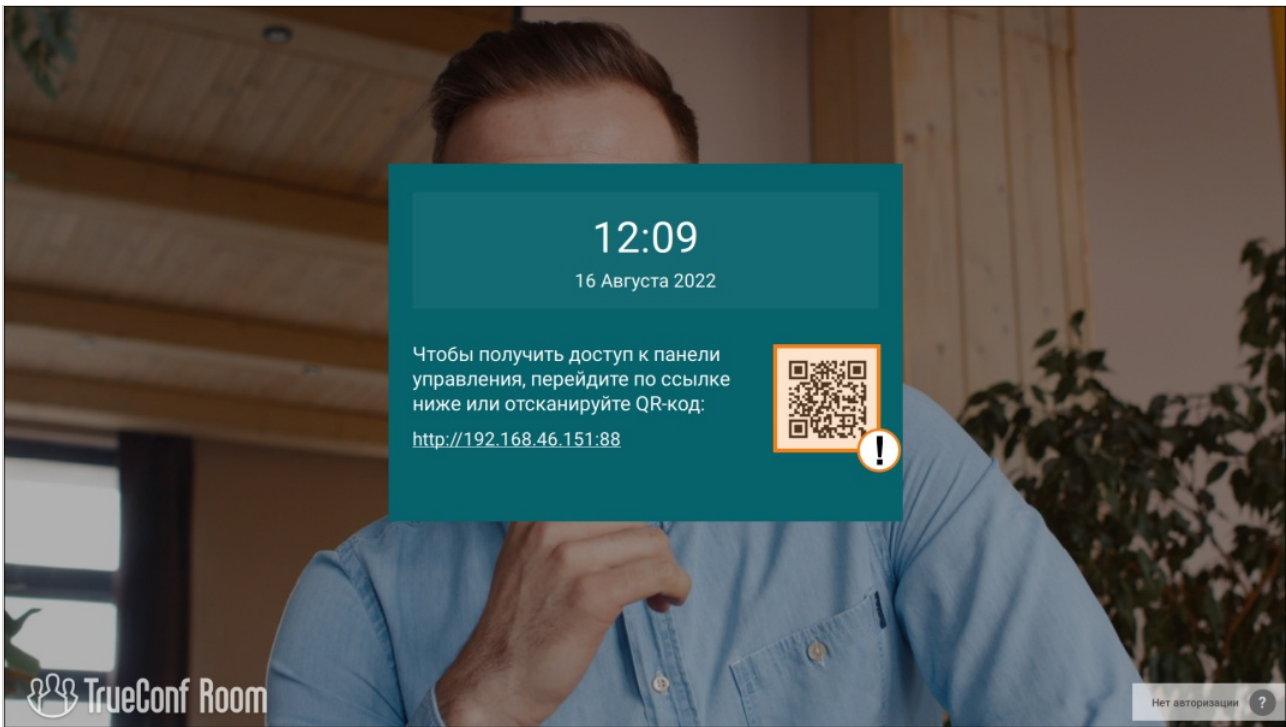 12:09
16 Августа 2022
Чтобы получить доступ к панели
управления, перейдите по ссылке
ниже или отсканируйте QR-код:
http://192.168.46.151:88
!
TrueConf Room
Нет авторизации ?